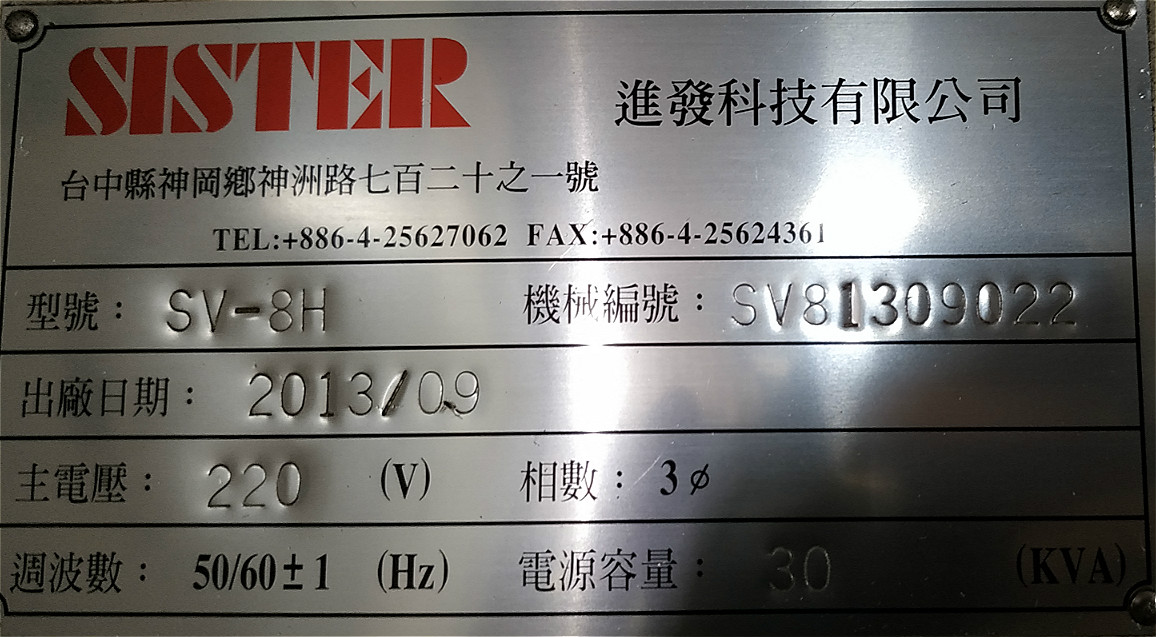 SISTER 進發科技有限公司
台中縣神岡鄉神洲路七百二十之一號
TEL:+886-4-25627062 FAX:+886-4-25624361
型號： SV-8H 機械編號： SV81309022
出廠日期： 2013/09
主電壓： 220 (V) 相數： 3∅
週波數： 50/60±1 (Hz) 電源容量： 30 (KVA)